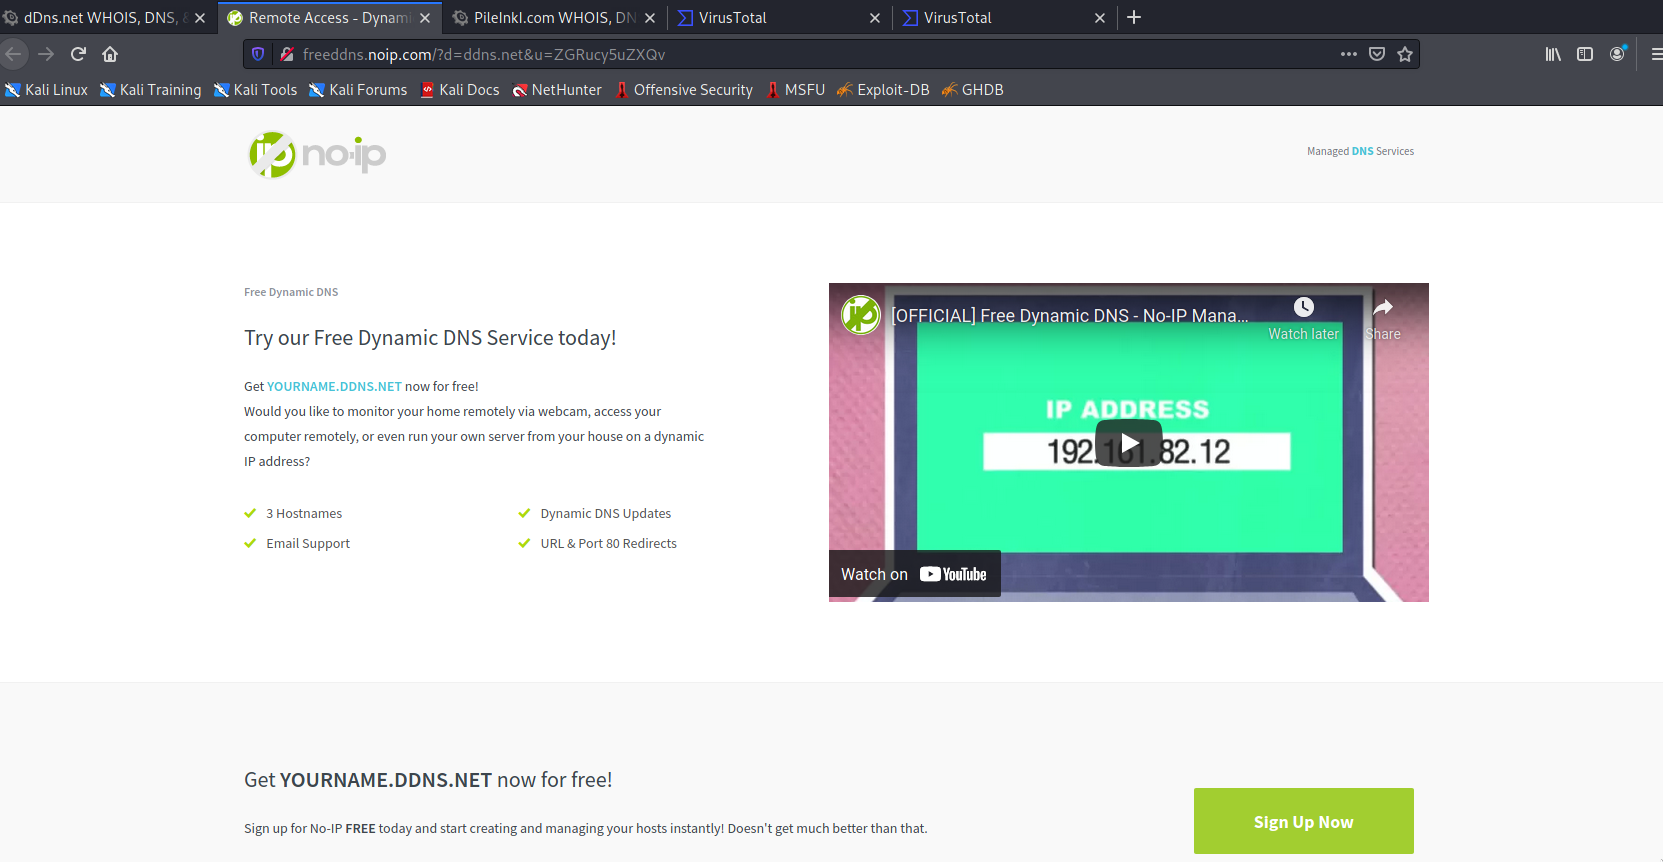 dDns.net WHOIS, DNS, &
Remote Access - Dynami
PileInkI.com WHOIS, DN
VirusTotal
VirusTotal
freeddns.noip.com/?d=ddns.net&u=ZGRucy5uZXQv
Kali Linux
Kali Training
Kali Tools
Kali Forums
Kali Docs
NetHunter
Offensive Security
MSFU
Exploit-DB
GHDB
ip no·ip
Managed DNS Services
Free Dynamic DNS
Try our Free Dynamic DNS Service today!
Get YOURNAME.DDNS.NET now for free!
Would you like to monitor your home remotely via webcam, access your
computer remotely, or even run your own server from your house on a dynamic
IP address?
3 Hostnames
Dynamic DNS Updates
Email Support
URL & Port 80 Redirects
ip
[OFFICIAL] Free Dynamic DNS - No-IP Mana...
Watch later
Share
IP ADDRESS
192.161.82.12
Watch on YouTube
Get YOURNAME.DDNS.NET now for free!
Sign up for No-IP FREE today and start creating and managing your hosts instantly! Doesn't get much better than that.
Sign Up Now